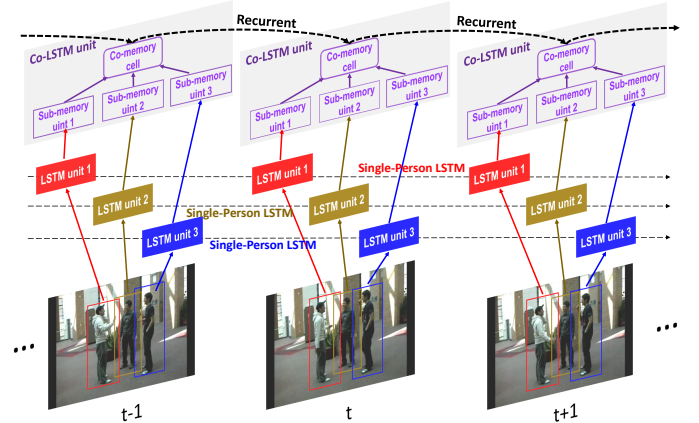 Recurrent
Recurrent
Co-LSTM unit
Co-memory
cell
Sub-memory
uint 1
Sub-memory
uint 2
Sub-memory
uint 3
Co-LSTM unit
Co-memory
cell
Sub-memory
uint 1
Sub-memory
uint 2
Sub-memory
uint 3
Co-LSTM unit
Co-memory
cell
Sub-memory
uint 1
Sub-memory
uint 2
Sub-memory
uint 3
LSTM unit 1
LSTM unit 1
Single-Person LSTM
LSTM unit 1
LSTM unit 2
Single-Person LSTM
LSTM unit 2
LSTM unit 2
LSTM unit 3
Single-Person LSTM
LSTM unit 3
LSTM unit 3
...
...
t-1
t
t+1